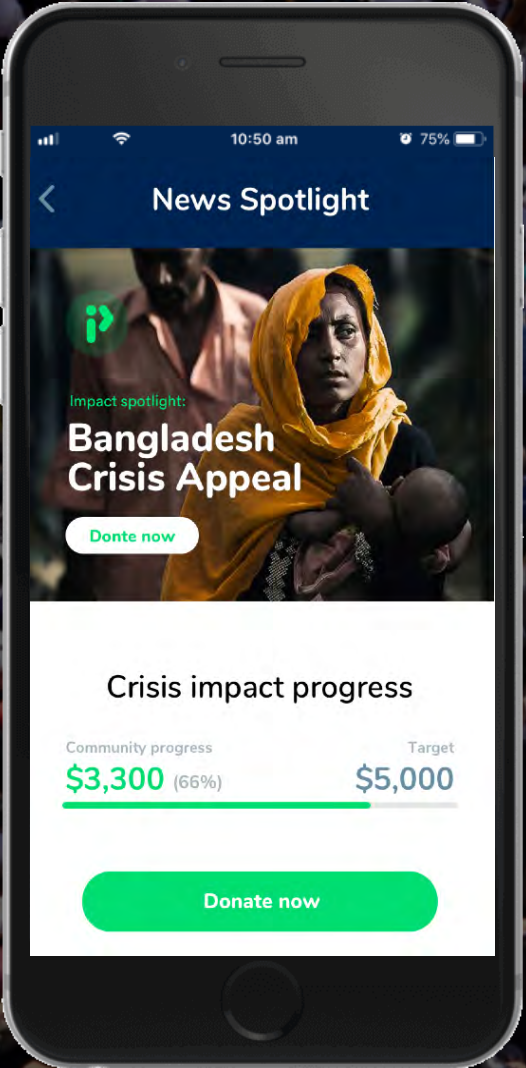 10:50 am
75%
News Spotlight
Impact spotlight:
Bangladesh
Crisis Appeal
Donte now
Crisis impact progress
Community progress
Target
$3,300 (66%)
$5,000
Donate now